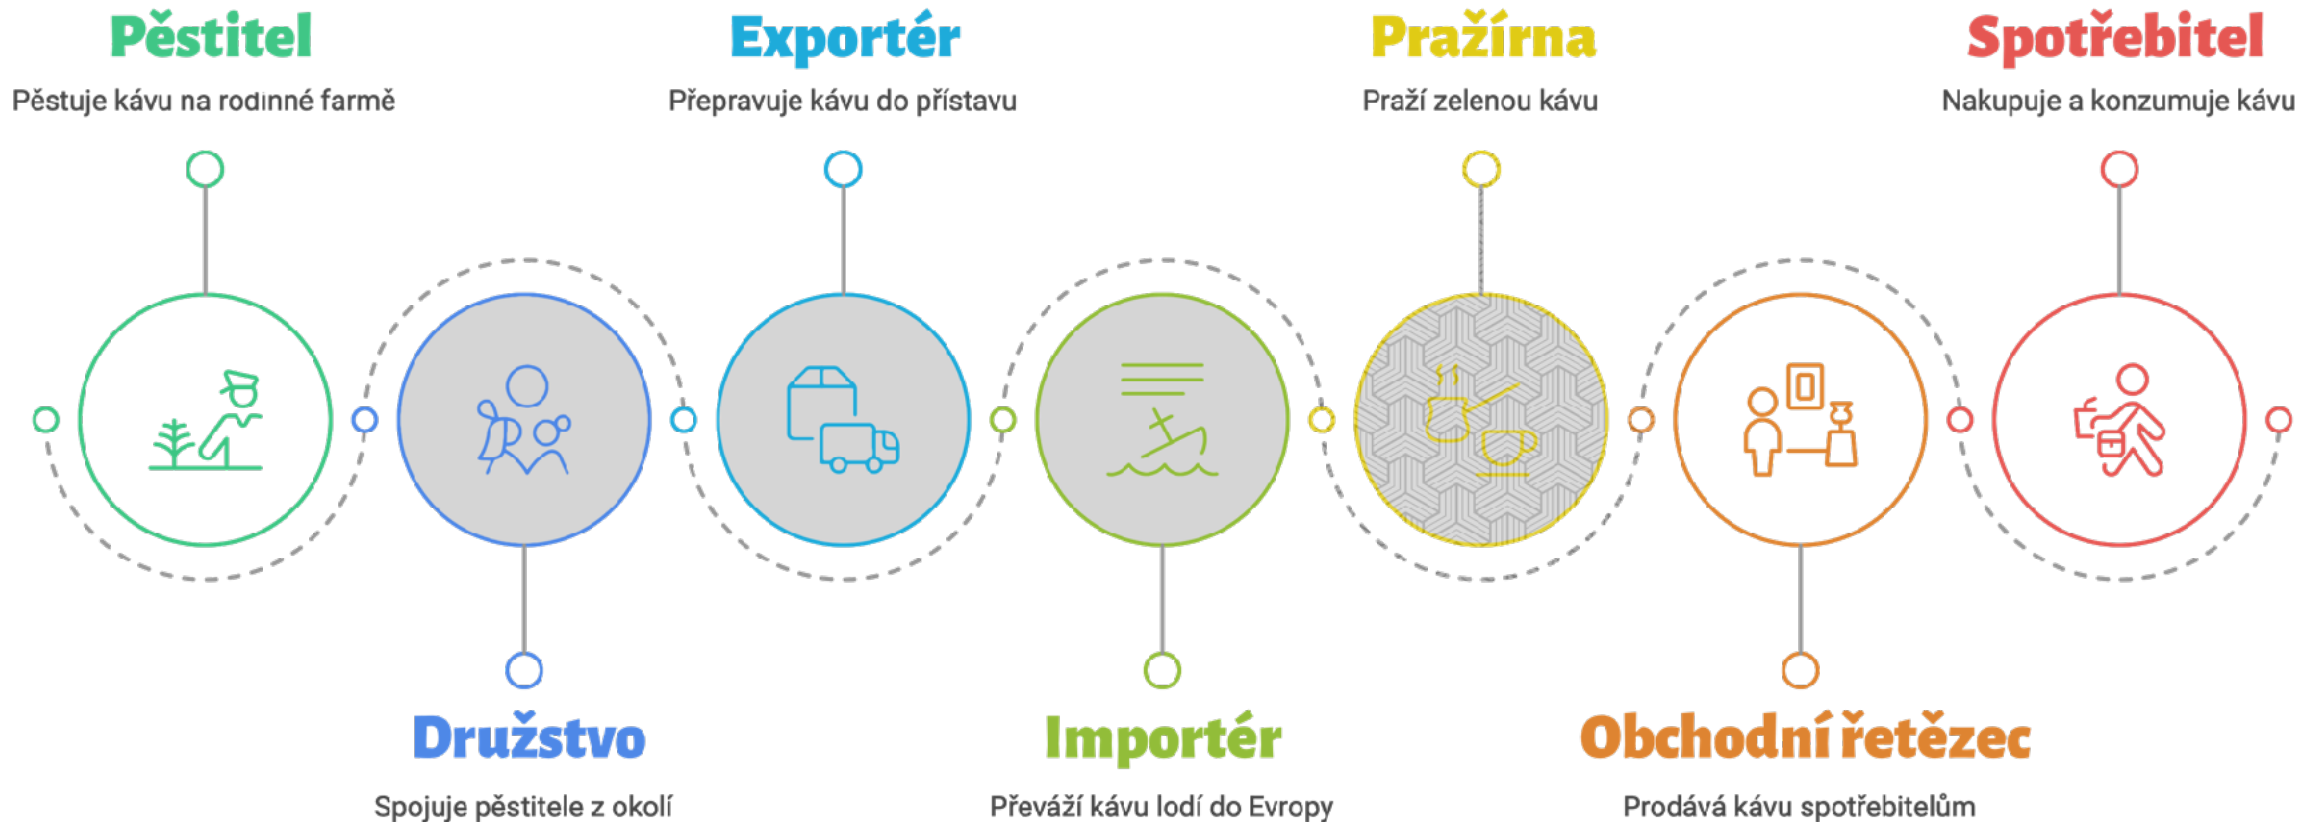 Pěstitel
Pěstuje kávu na rodinné farmě
Exportér
Přepravuje kávu do přístavu
Pražírna
Praží zelenou kávu
Spotřebitel
Nakupuje a konzumuje kávu
Družstvo
Spojuje pěstitele z okolí
Importér
Převáží kávu lodí do Evropy
Obchodní řetězec
Prodává kávu spotřebitelům